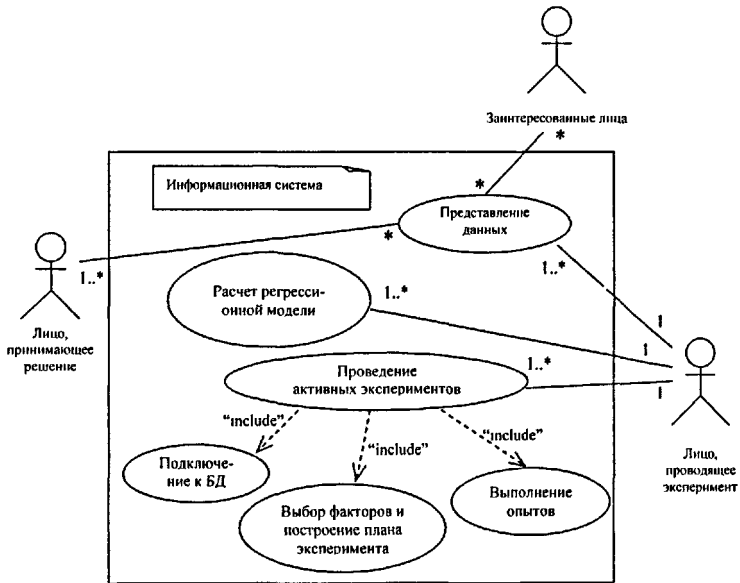 Заинтересованные лица
*
Информационная система
*
Представление
данных
*
1..*
1..*
Лицо,
принимающее
решение
Расчет регресси-
онной модели
1..*
1
1
1..*
Проведение
активных экспериментов
1
"include"
"include"
"include"
Лицо,
проводящее
эксперимент
Подключе-
ние к БД
Выбор факторов и
построение плана
эксперимента
Выполнение
опытов